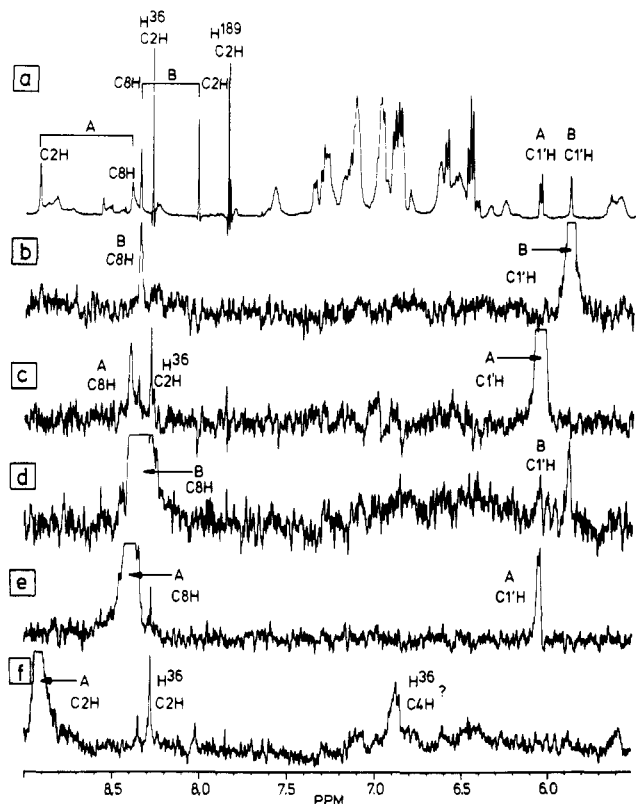 H36
C2H
H189
C2H
a
C8H
B
C2H
A
C2H
C8H
A
C1'H
B
C1'H
b
B
C8H
B
C1'H
c
A
C8H
H36
C2H
A
C1'H
d
B
C8H
B
C1'H
e
A
C8H
A
C1'H
f
A
C2H
H36
C2H
H36 ?
C4H
8,5
8,0
7.5
7.0
6.5
6.0
PPM